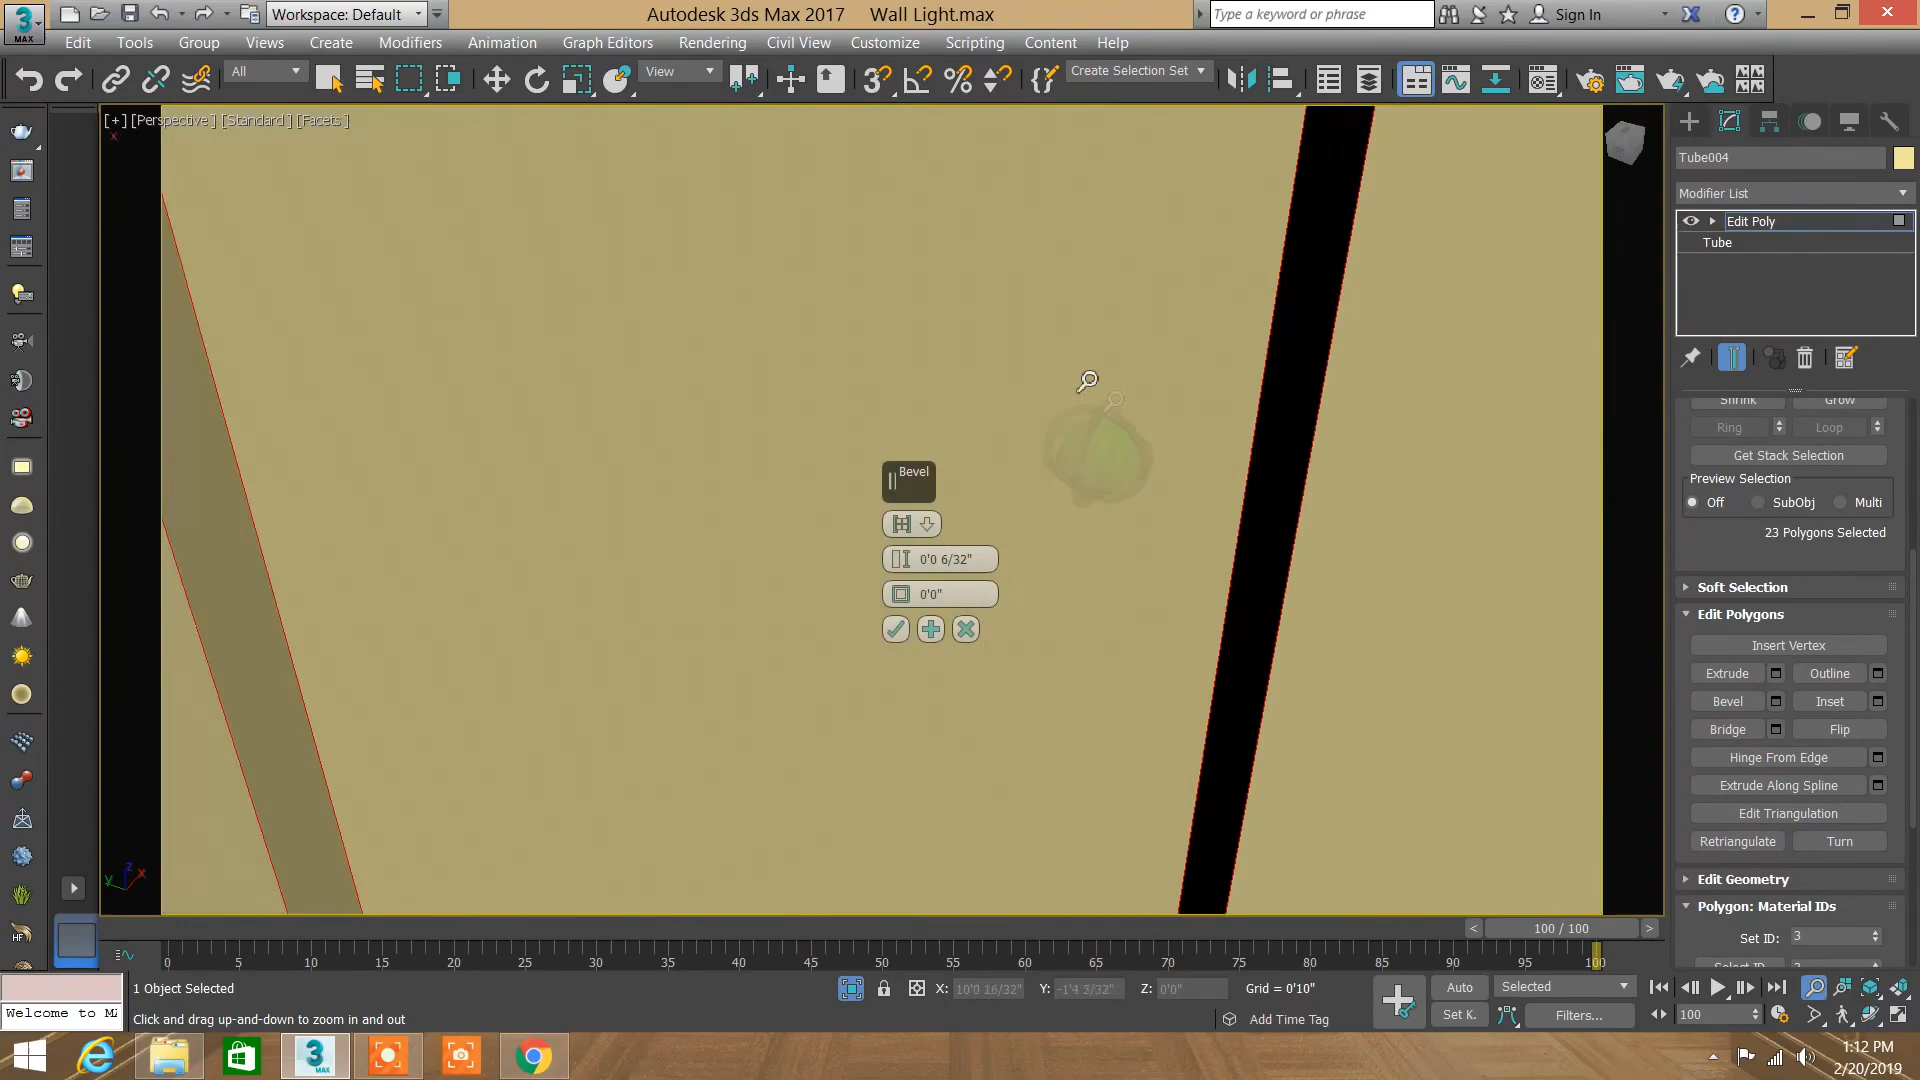 Workspace: Default
Autodesk 3ds Max 2017 Wall Light.max
Type a keyword or phrase
Sign In
MAX
Edit Tools Group Views Create Modifiers Animation Graph Editors Rendering Civil View Customize Scripting Content Help
All
View
Create Selection Set
[+] [Perspective ] [Standard ] [Facets ]
x
Tube004
Modifier List
Edit Poly
Tube
Shrink Grow
Ring Loop
Get Stack Selection
Preview Selection
Off SubObj Multi
23 Polygons Selected
Soft Selection
Edit Polygons
Insert Vertex
Extrude Outline
Bevel Inset
Bridge Flip
Hinge From Edge
Extrude Along Spline
Edit Triangulation
Retriangulate Turn
Edit Geometry
Polygon: Material IDs
Set ID: 3
Bevel
0'0 6/32"
0'0"
z
y x
HF
< 100 / 100 >
0 5 10 15 20 25 30 35 40 45 50 55 60 65 70 75 80 85 90 95 100
1 Object Selected
X: 10'0 16/32" Y: -1'4 3/32" Z: 0'0" Grid = 0'10"
Auto Selected
Welcome to M
Click and drag up-and-down to zoom in and out
Add Time Tag
Set K. Filters...
100
3
MAX
1:12 PM
2/20/2019